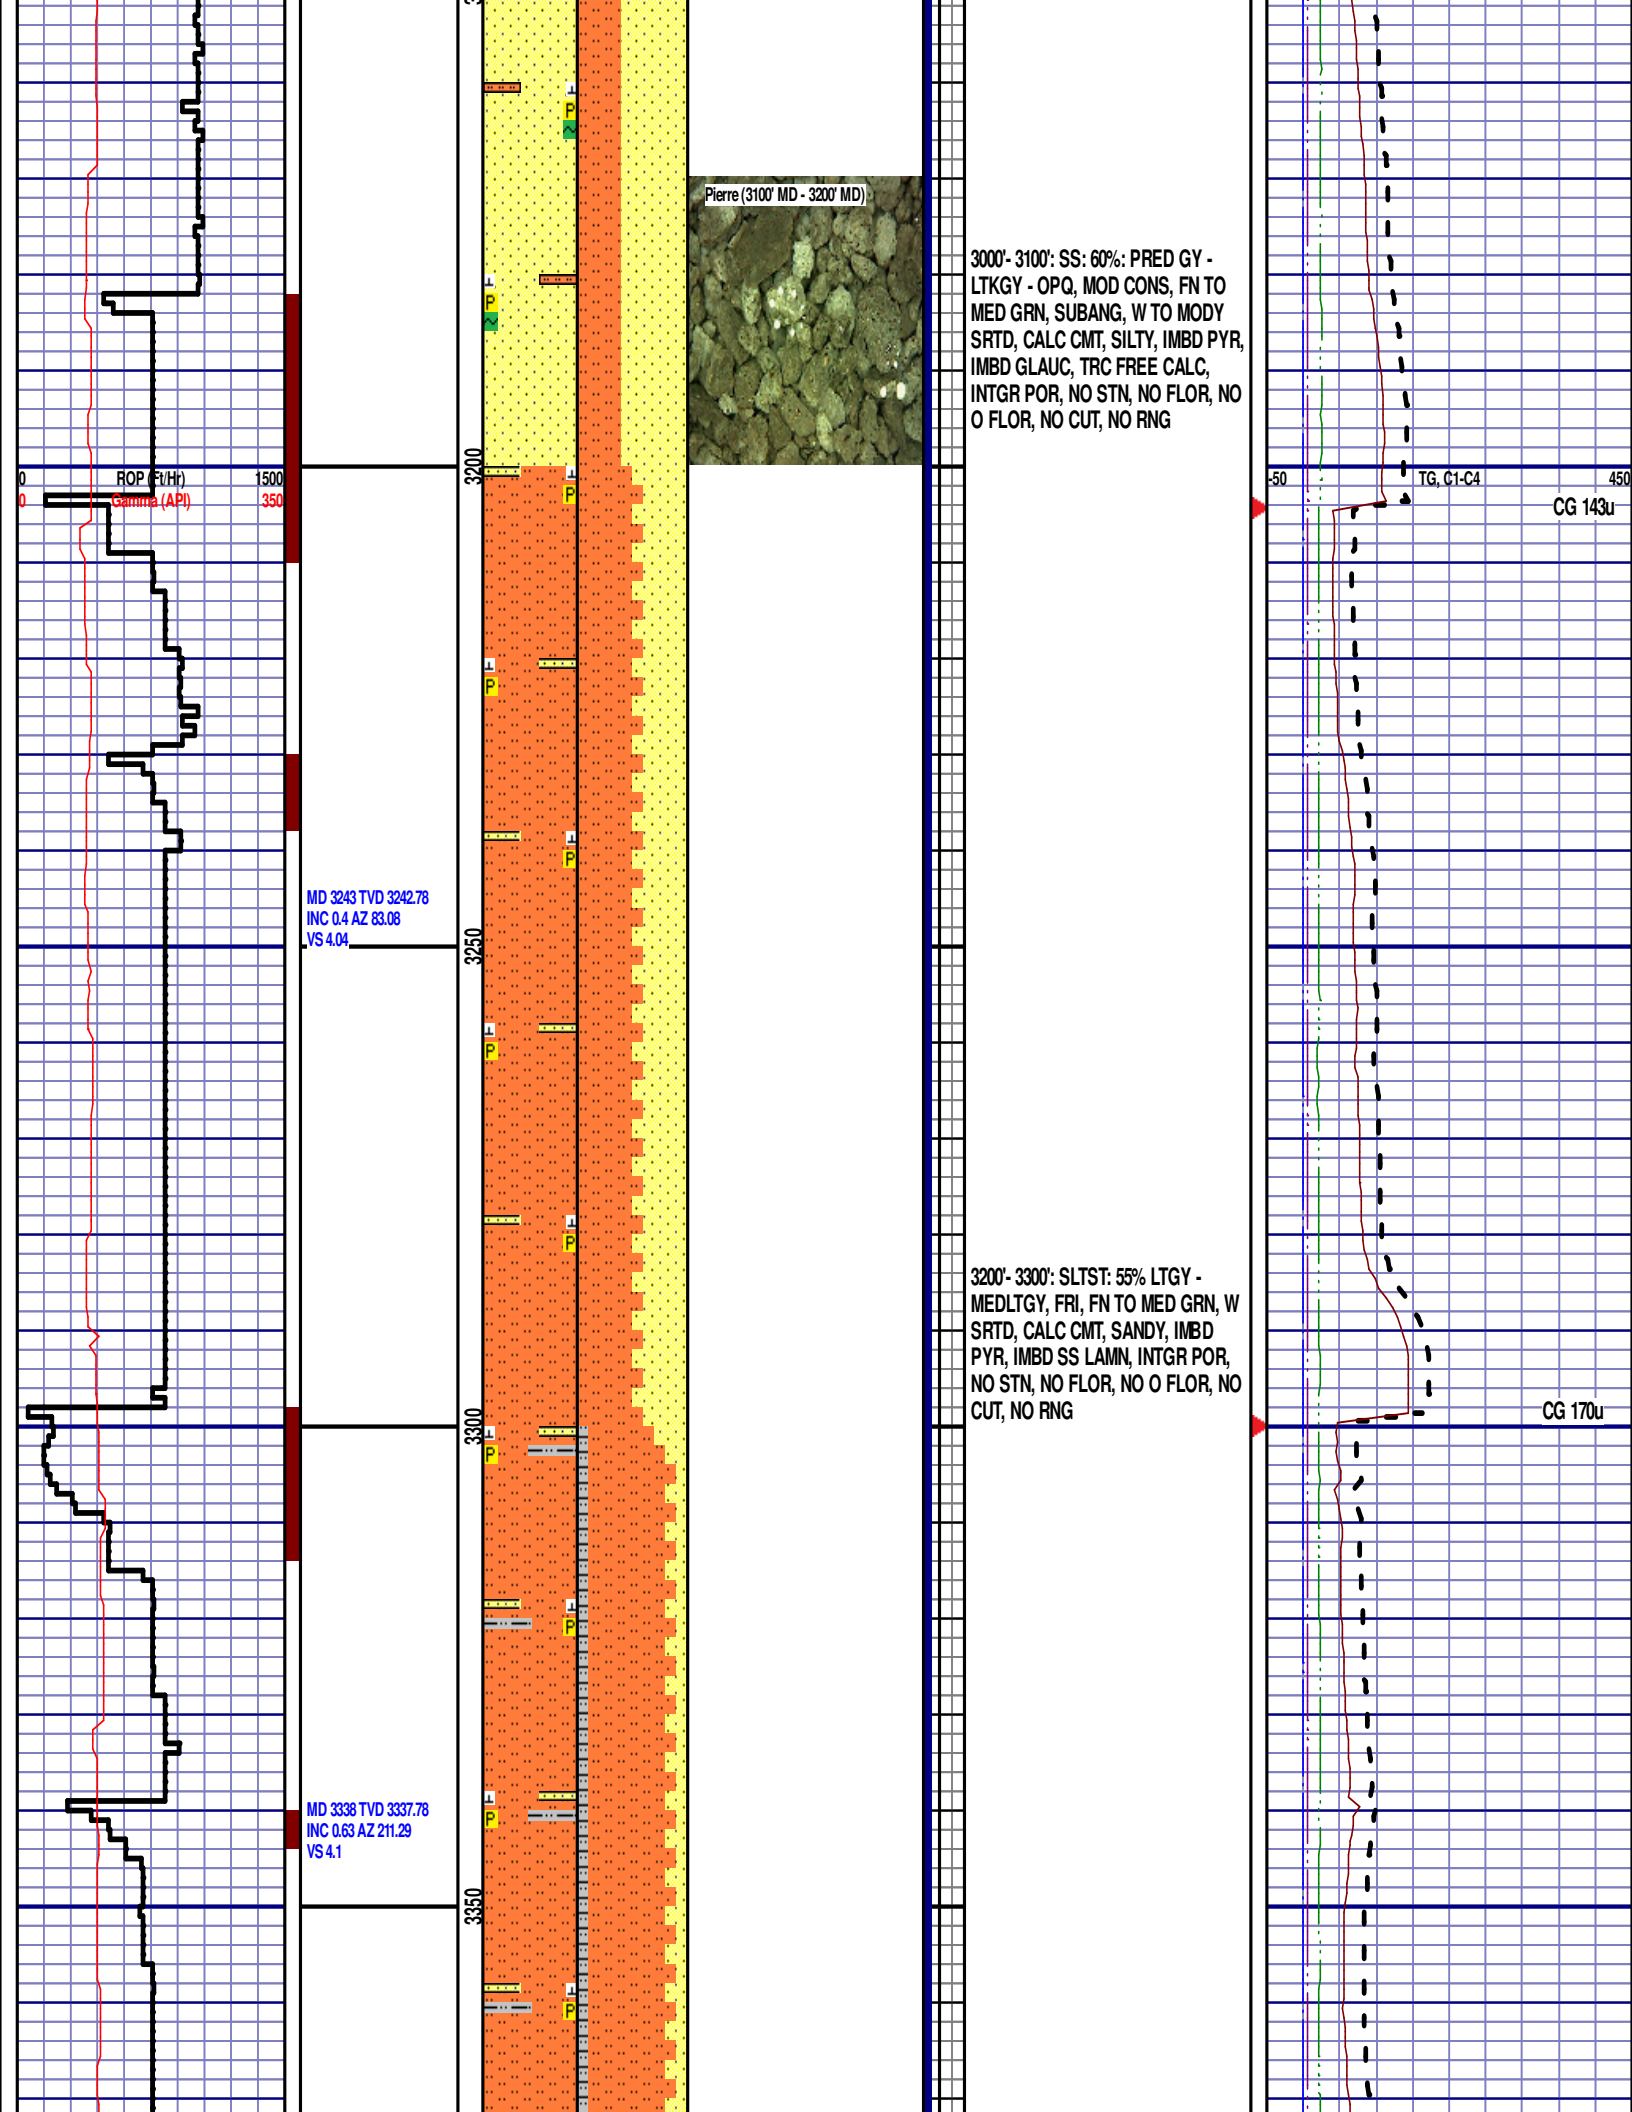 Pierre (3100' MD - 3200' MD)
3000'- 3100': SS: 60%: PRED GY -
LTKGY - OPQ, MOD CONS, FN TO
MED GRN, SUBANG, W TO MODY
SRTD, CALC CMT, SILTY, IMBD PYR,
IMBD GLAUC, TRC FREE CALC,
INTGR POR, NO STN, NO FLOR, NO
O FLOR, NO CUT, NO RNG
P
P
3200
0 ROP (Ft/Hr) 1500
0 Gamma (API) 350
-50 TG, C1-C4 450
CG 143u
P
P
P
MD 3243 TVD 3242.78
INC 0.4 AZ 83.08
VS 4.04
3250
P
P
3200'- 3300': SLTST: 55% LTGY -
MEDLTGY, FRI, FN TO MED GRN, W
SRTD, CALC CMT, SANDY, IMBD
PYR, IMBD SS LAMN, INTGR POR,
NO STN, NO FLOR, NO O FLOR, NO
CUT, NO RNG
CG 170u
3300
P
P
MD 3338 TVD 3337.78
INC 0.63 AZ 211.29
VS 4.1
P
3350
P